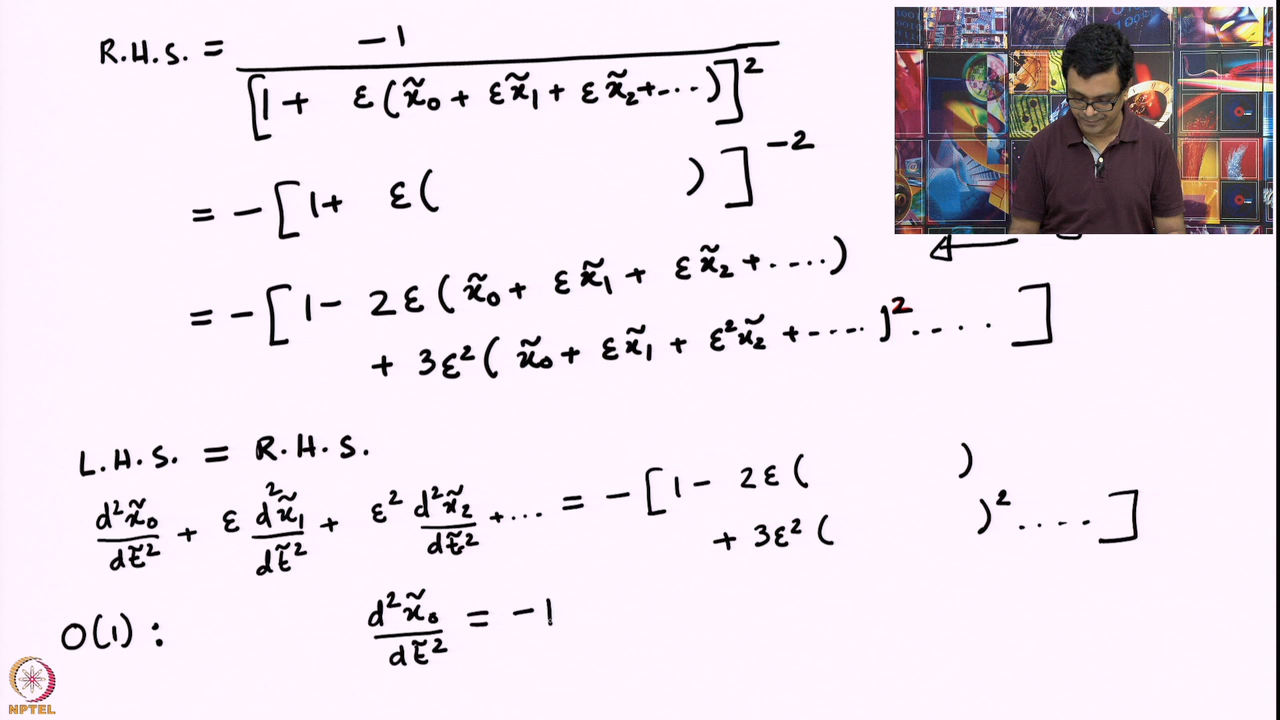 R.H.S. = -1 / [1 + ε(x̃₀ + εx̃₁ + εx̃₂ + ...)]²
= -[1 + ε( )]⁻²
= -[1 - 2ε(x̃₀ + εx̃₁ + εx̃₂ + ....)
+ 3ε²(x̃₀ + εx̃₁ + ε²x̃₂ + ....)² .... ]
L.H.S. = R.H.S.
d²x̃₀/dt̃² + ε d²x̃₁/dt̃² + ε² d²x̃₂/dt̃² + ... = -[1 - 2ε( )
+ 3ε²( )² .... ]
O(1) : d²x̃₀/dt̃² = -1
NPTEL